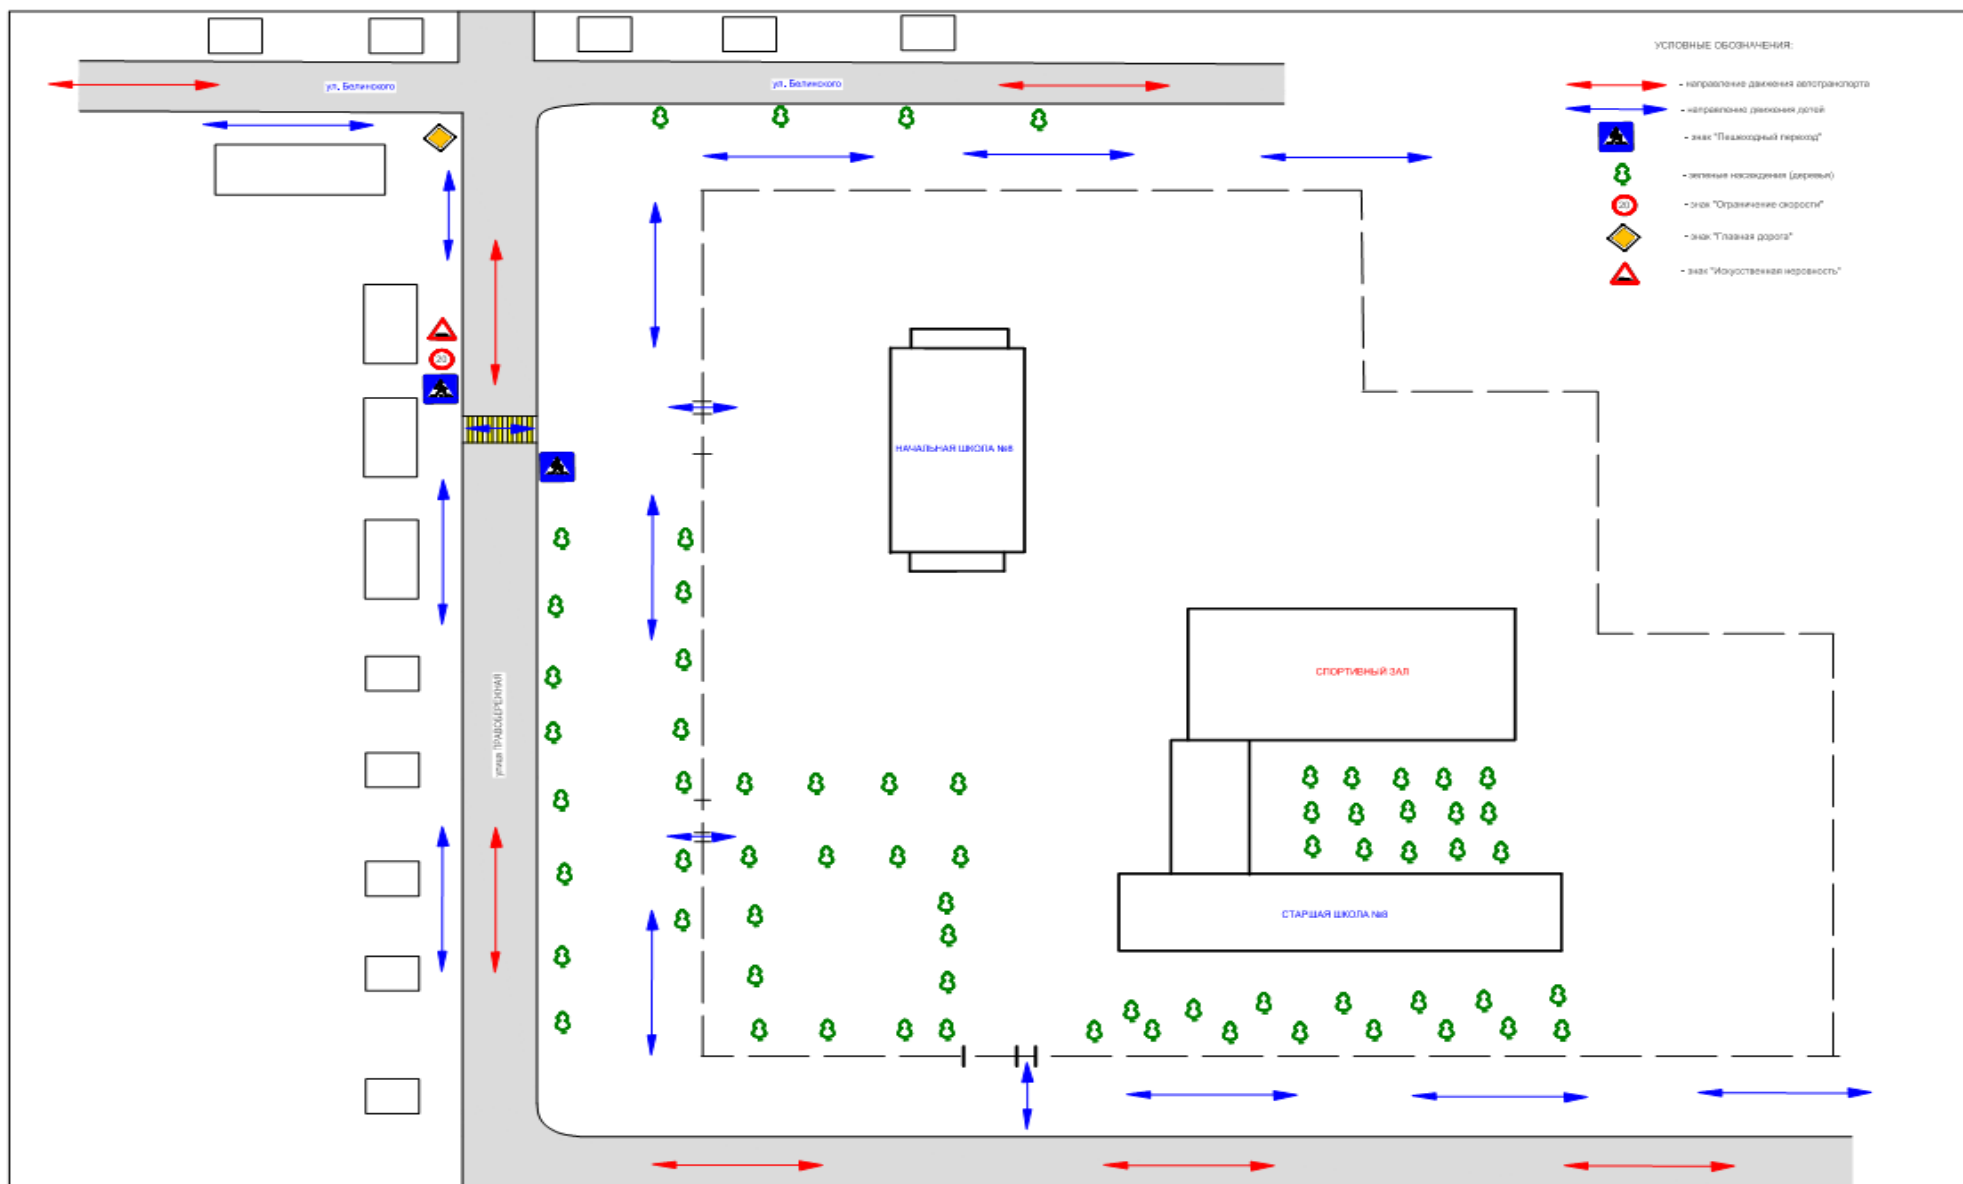 УСЛОВНЫЕ ОБОЗНАЧЕНИЯ:
ул. Белинского
ул. Белинского
- направление движения автотранспорта
- направление движения детей
- знак "Пешеходный переход"
- зеленые насаждения (деревья)
20
- знак "Ограничение скорости"
- знак "Главная дорога"
- знак "Искусственная неровность"
20
НАЧАЛЬНАЯ ШКОЛА №8
СПОРТИВНЫЙ ЗАЛ
улица ПРАВОБЕРЕЖНАЯ
СТАРШАЯ ШКОЛА №8